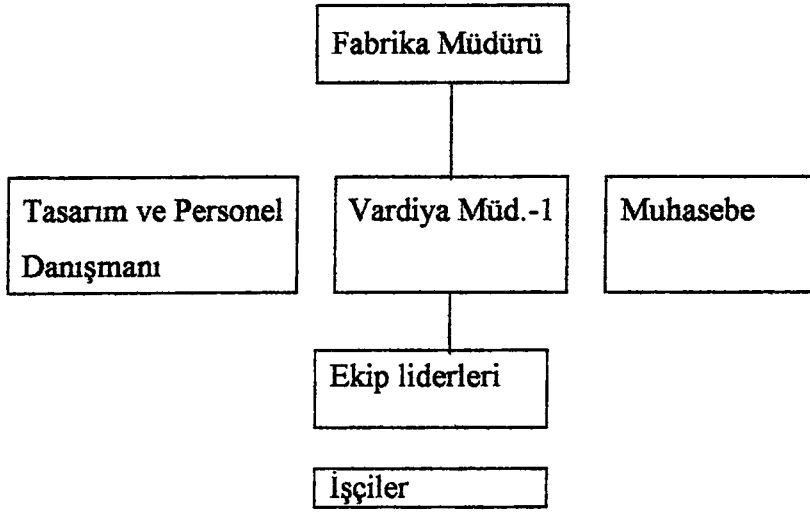 Fabrika Müdürü
Tasarım ve Personel
Danışmanı
Vardiya Müd.-1
Muhasebe
Ekip liderleri
İşçiler